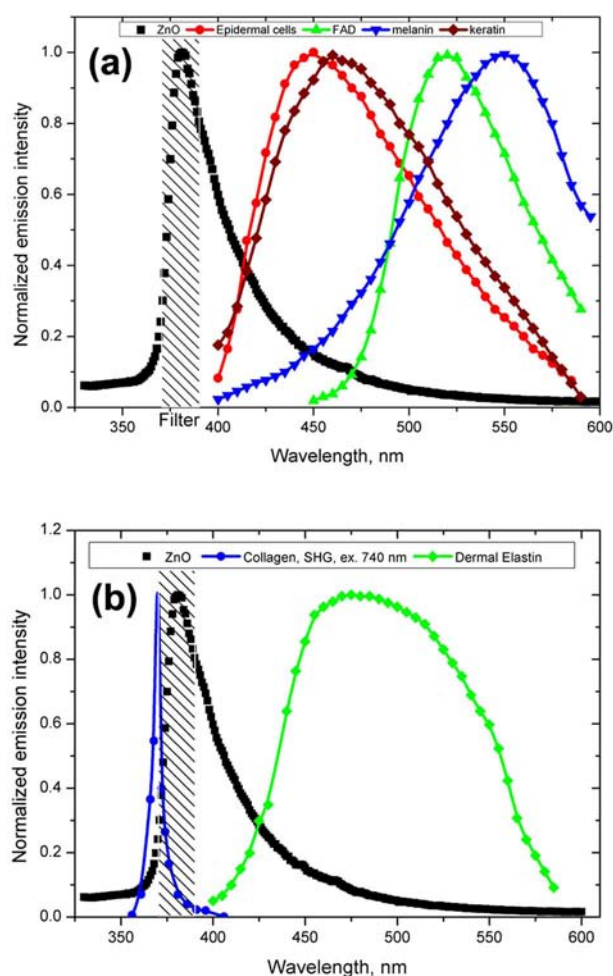 ZnO Epidermal cells FAD melanin keratin
(a)
Normalized emission intensity
1.0
0.8
0.6
0.4
0.2
0.0
350 400 450 500 550 600
Filter
Wavelength, nm
ZnO Collagen, SHG, ex. 740 nm Dermal Elastin
(b)
Normalized emission intensity
1.2
1.0
0.8
0.6
0.4
0.2
0.0
350 400 450 500 550 600
Wavelength, nm